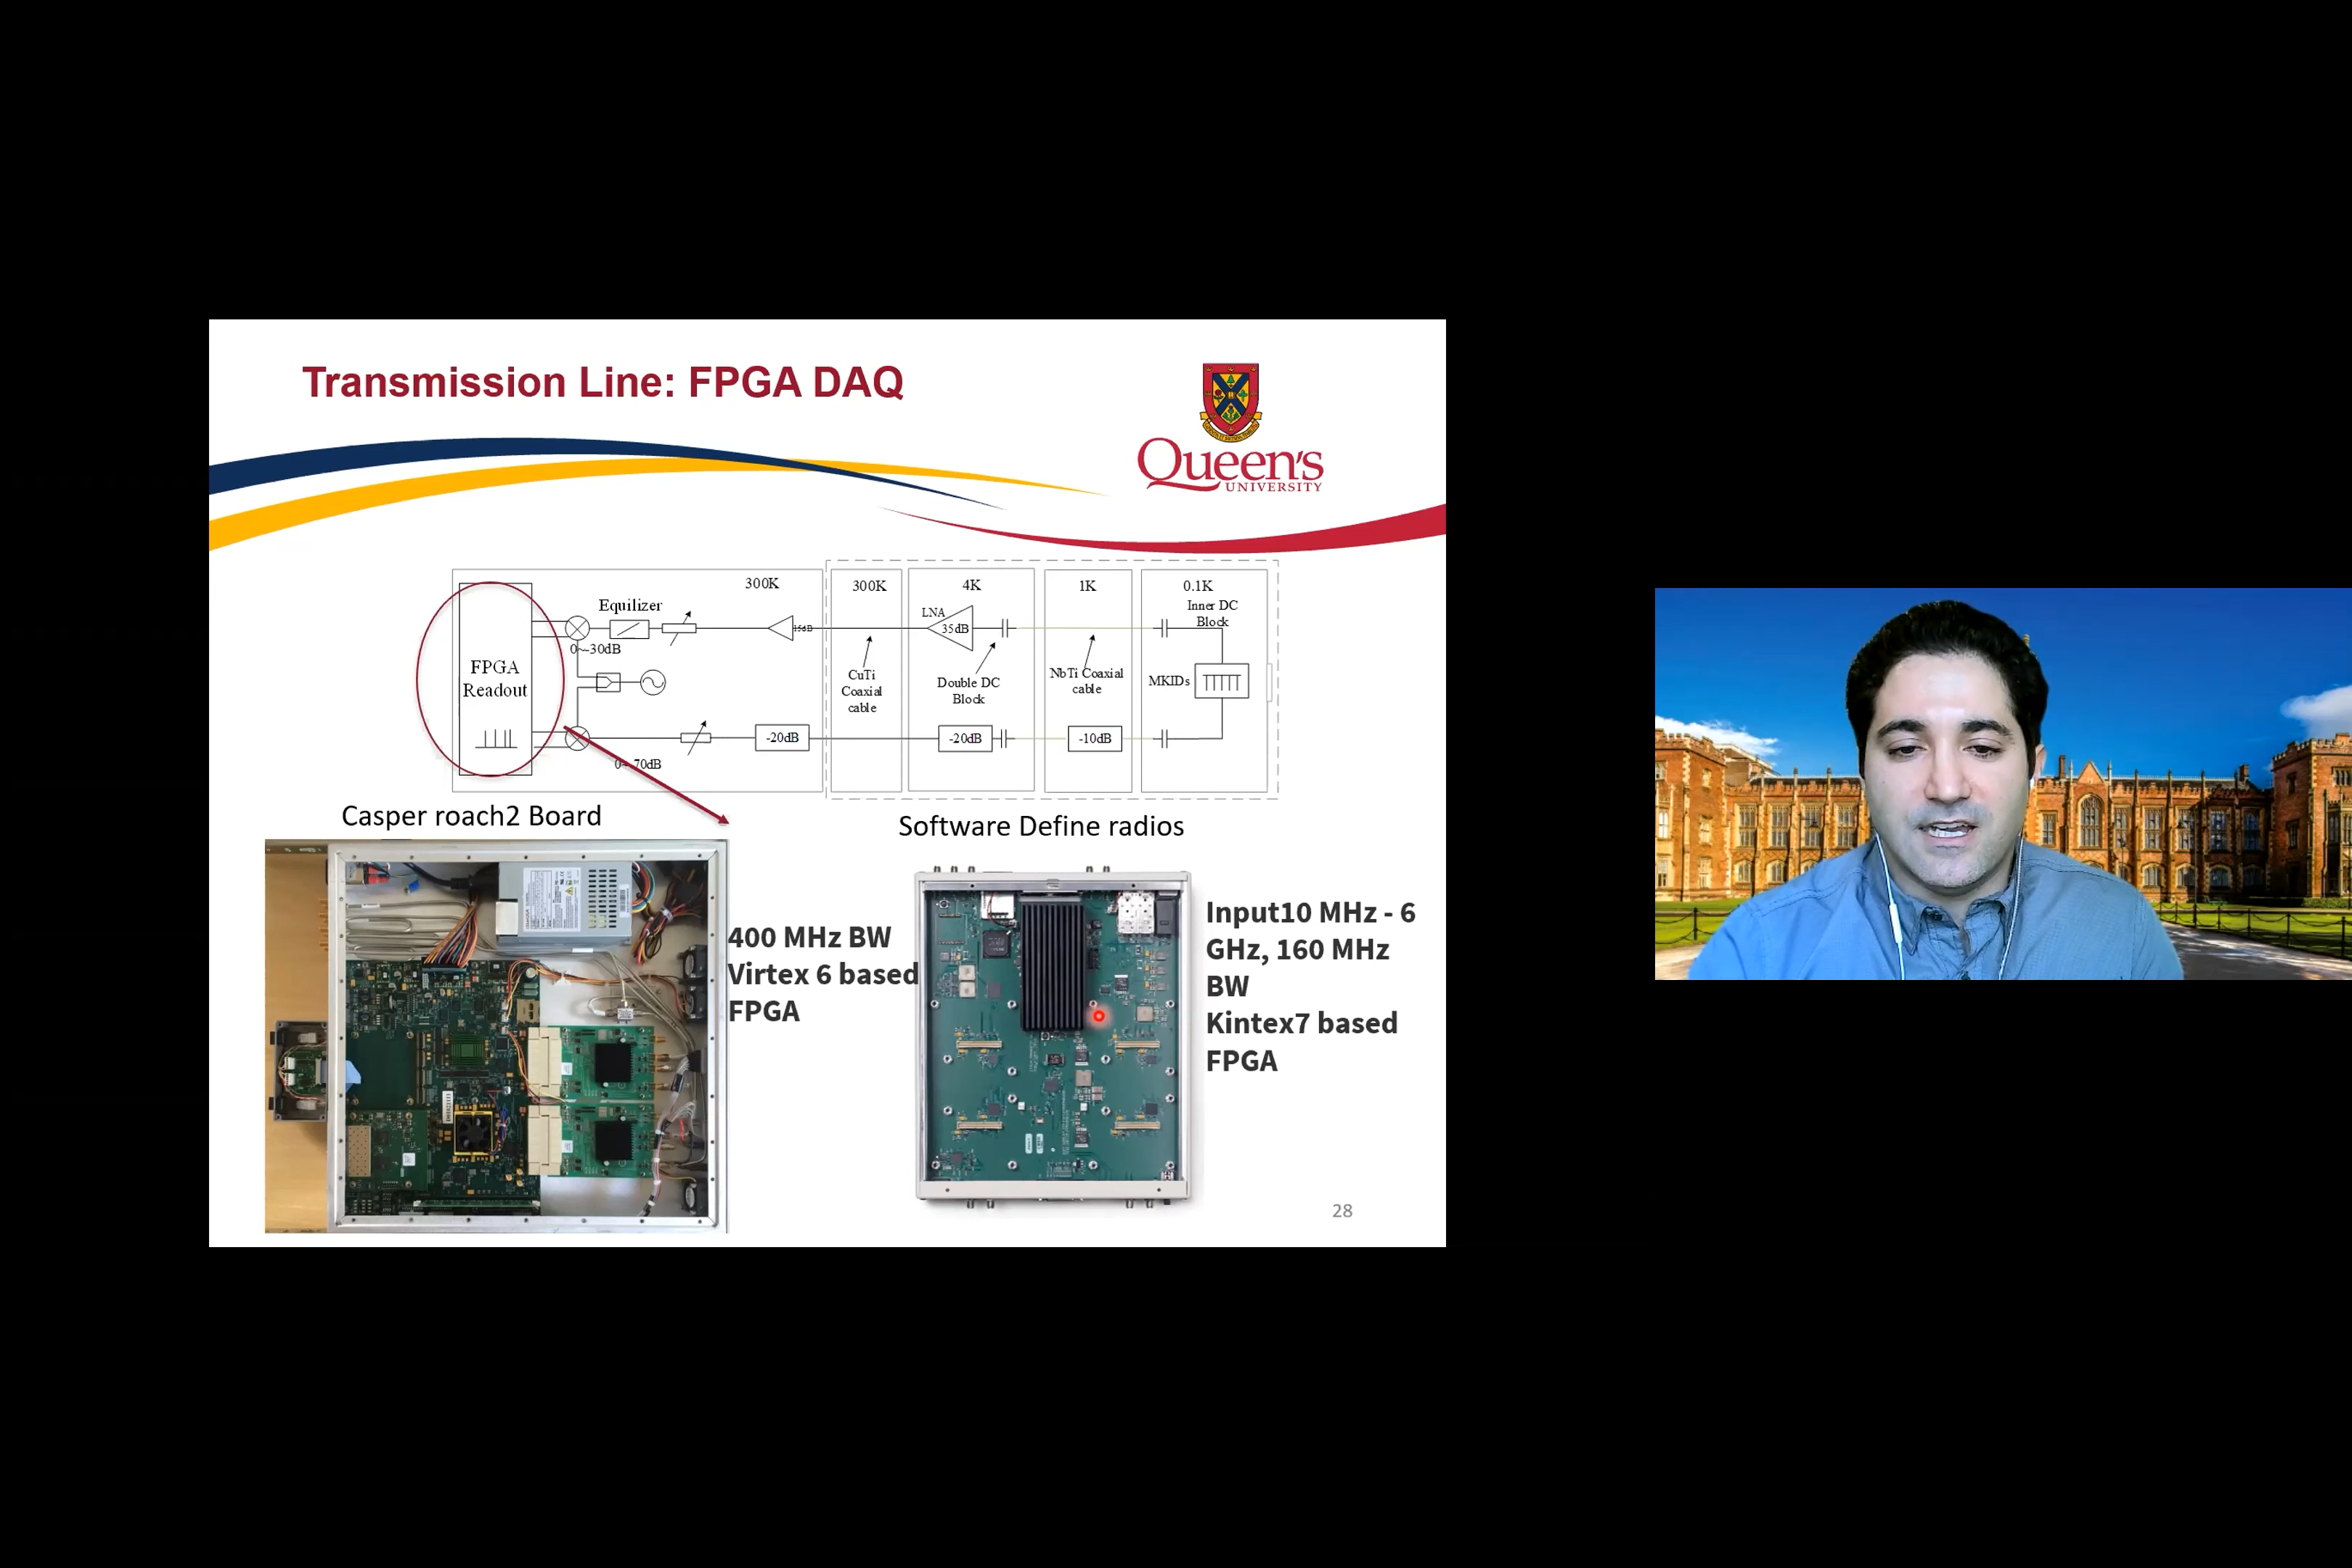 Transmission Line: FPGA DAQ
Queen's
UNIVERSITY
300K
300K
4K
1K
0.1K
Equilizer
LNA
Inner DC
Block
15dB
35dB
0~-30dB
FPGA
Readout
CuTi
Coaxial
cable
Double DC
Block
NbTi Coaxial
cable
MKIDs
-20dB
-20dB
-10dB
0~-70dB
Casper roach2 Board
Software Define radios
400 MHz BW
Virtex 6 based
FPGA
Input10 MHz - 6
GHz, 160 MHz
BW
Kintex7 based
FPGA
28